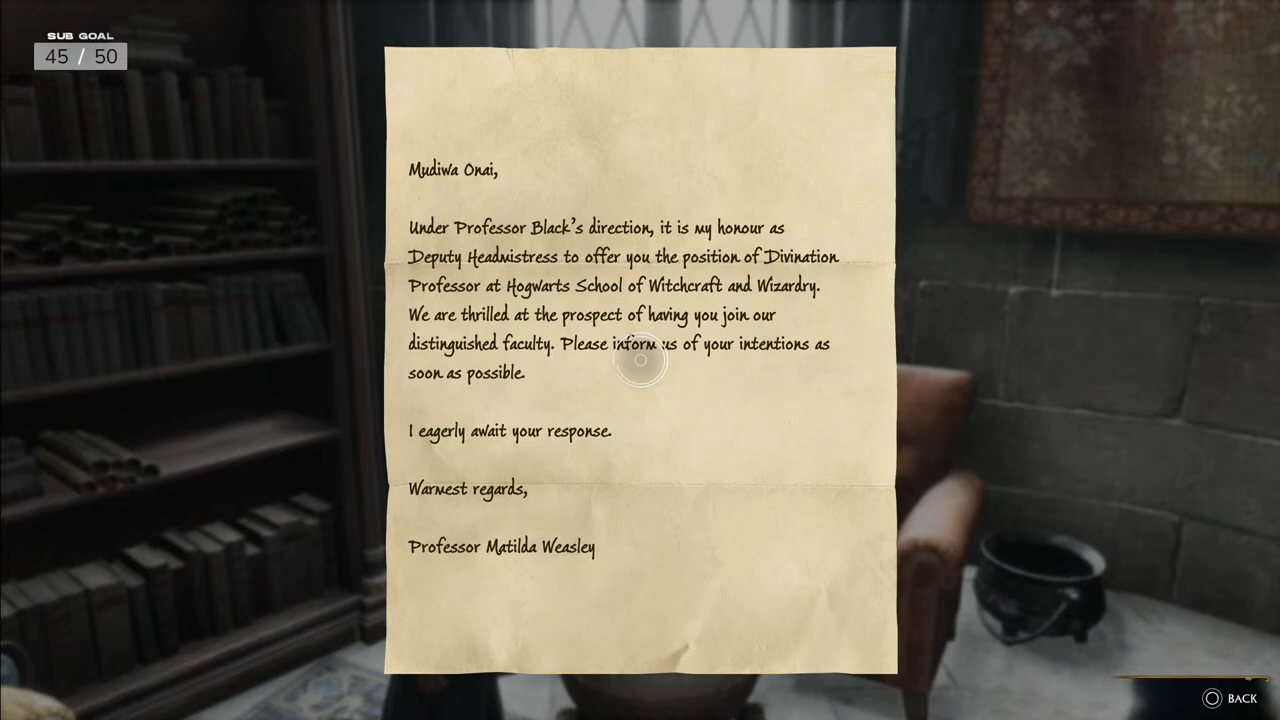 SUB GOAL
45 / 50
Mudiwa Onai,
Under Professor Black's direction, it is my honour as
Deputy Headmistress to offer you the position of Divination
Professor at Hogwarts School of Witchcraft and Wizardry.
We are thrilled at the prospect of having you join our
distinguished faculty. Please inform us of your intentions as
soon as possible.
I eagerly await your response.
Warmest regards,
Professor Matilda Weasley
BACK